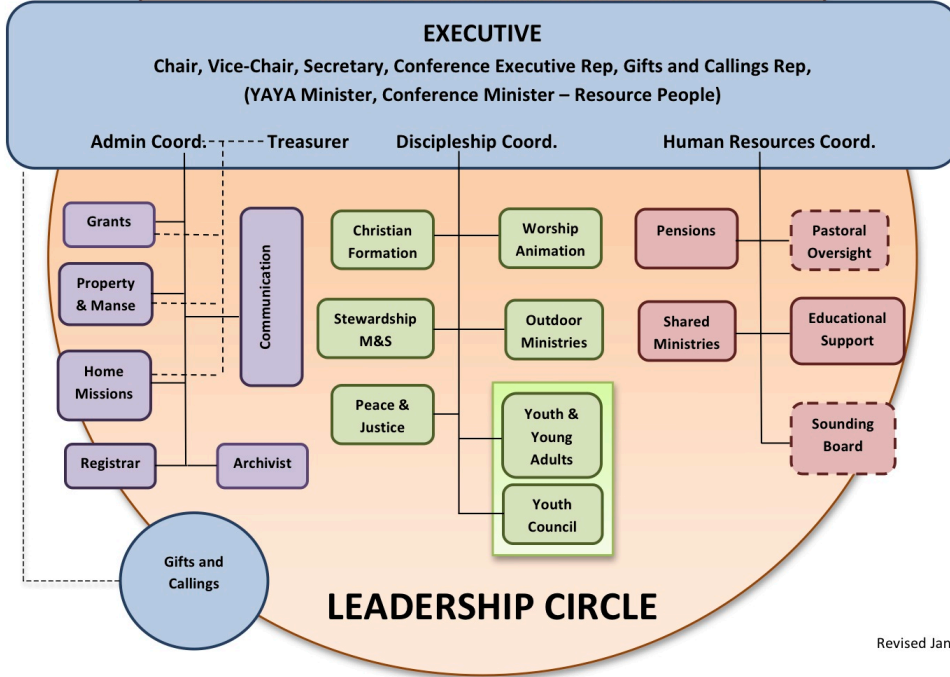 EXECUTIVE
Chair, Vice-Chair, Secretary, Conference Executive Rep, Gifts and Callings Rep,
(YAYA Minister, Conference Minister – Resource People)
Admin Coord.
Treasurer
Discipleship Coord.
Human Resources Coord.
Grants
Property
& Manse
Home
Missions
Registrar
Communication
Archivist
Christian
Formation
Worship
Animation
Stewardship
M&S
Outdoor
Ministries
Peace &
Justice
Youth &
Young
Adults
Youth
Council
Pensions
Pastoral
Oversight
Shared
Ministries
Educational
Support
Sounding
Board
Gifts and
Callings
LEADERSHIP CIRCLE
Revised Jan